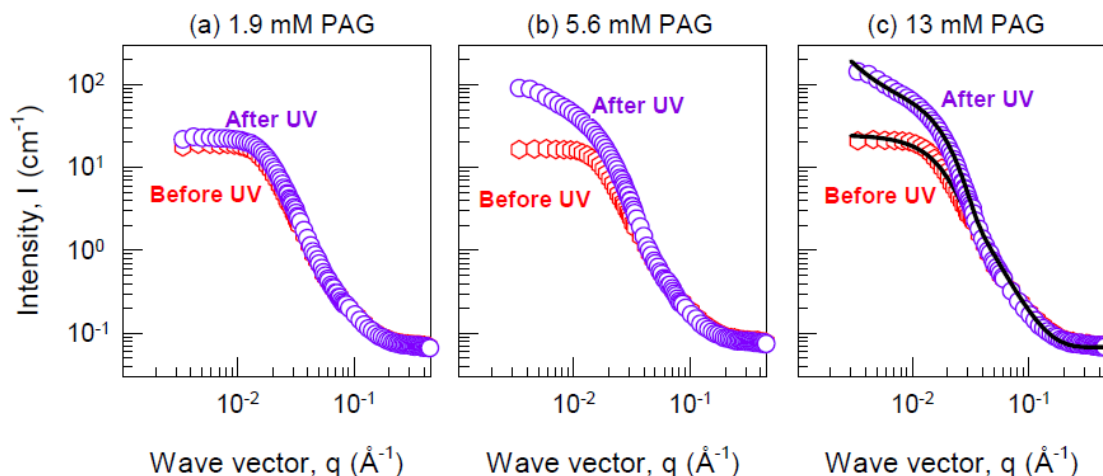 (a) 1.9 mM PAG
(b) 5.6 mM PAG
(c) 13 mM PAG
Intensity, I (cm⁻¹)
10²
10¹
10⁰
10⁻¹
After UV
Before UV
After UV
Before UV
After UV
Before UV
10⁻² 10⁻¹
10⁻² 10⁻¹
10⁻² 10⁻¹
Wave vector, q (Å⁻¹)
Wave vector, q (Å⁻¹)
Wave vector, q (Å⁻¹)